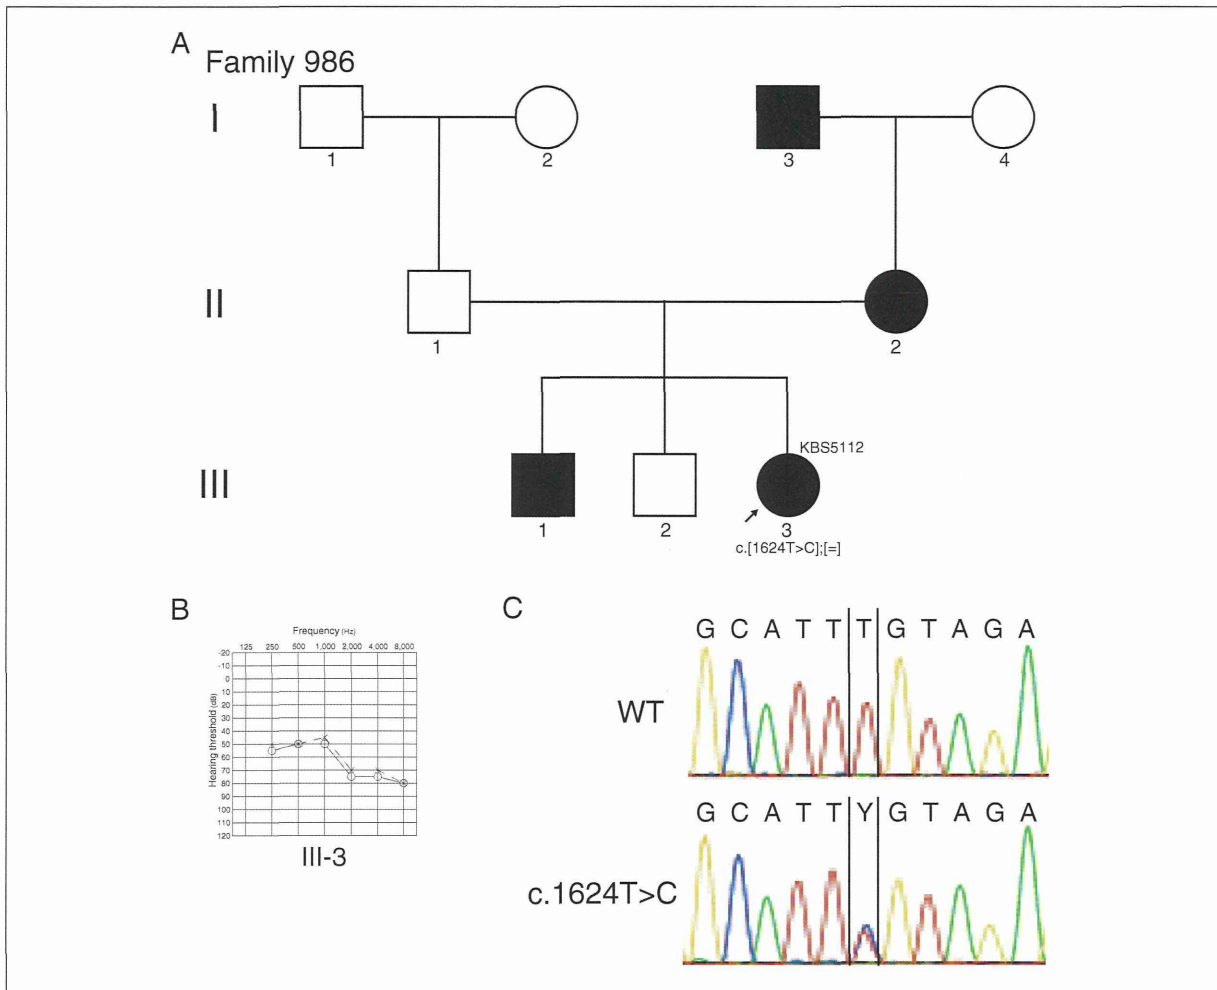 A
Family 986
I
1
2
3
4
II
1
2
III
KBS5112
1
2
3
c.[1624T>C];[=]
B
Frequency (Hz)
125 250 500 1,000 2,000 4,000 8,000
Hearing threshold (dB)
-20
-10
0
10
20
30
40
50
60
70
80
90
100
110
120
III-3
C
G C A T T T G T A G A
WT
G C A T T Y G T A G A
c.1624T>C